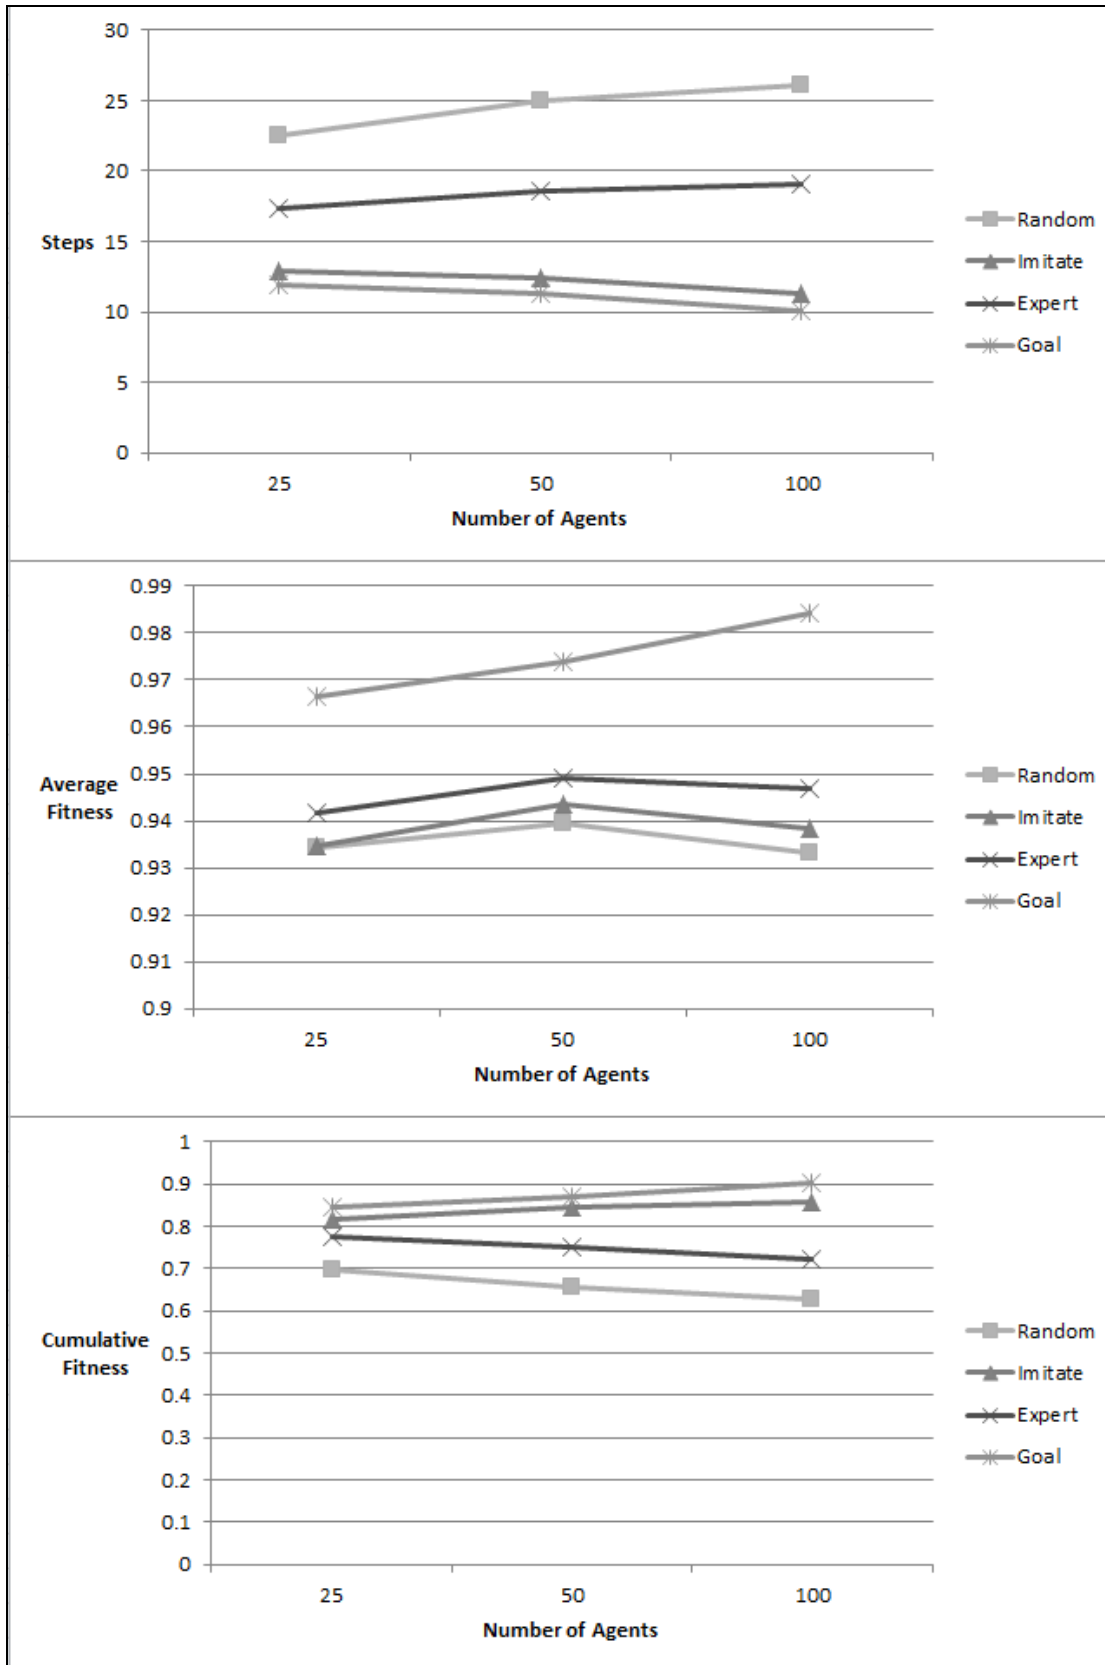 30
25
20
Steps 15
10
5
0
25 50 100
Number of Agents
Random
Imitate
Expert
Goal
0.99
0.98
0.97
0.96
0.95
Average
Fitness
0.94
0.93
0.92
0.91
0.9
25 50 100
Number of Agents
Random
Imitate
Expert
Goal
1
0.9
0.8
0.7
0.6
Cumulative
Fitness
0.5
0.4
0.3
0.2
0.1
0
25 50 100
Number of Agents
Random
Imitate
Expert
Goal